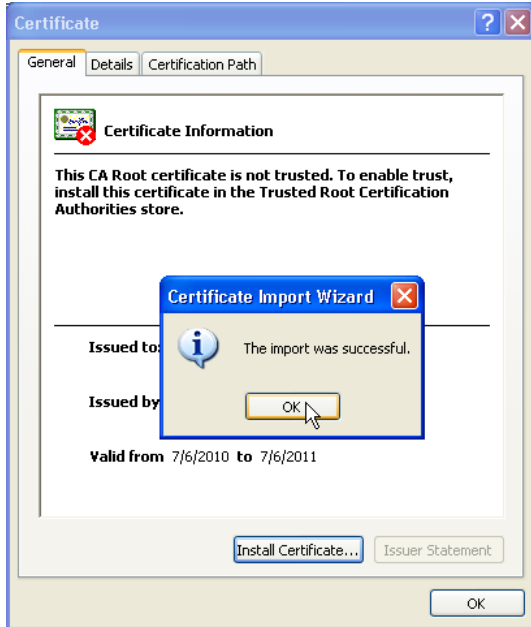 Certificate
General Details Certification Path
Certificate Information
This CA Root certificate is not trusted. To enable trust,
install this certificate in the Trusted Root Certification
Authorities store.
Certificate Import Wizard
The import was successful.
OK
Issued to:
Issued by
Valid from 7/6/2010 to 7/6/2011
Install Certificate... Issuer Statement
OK